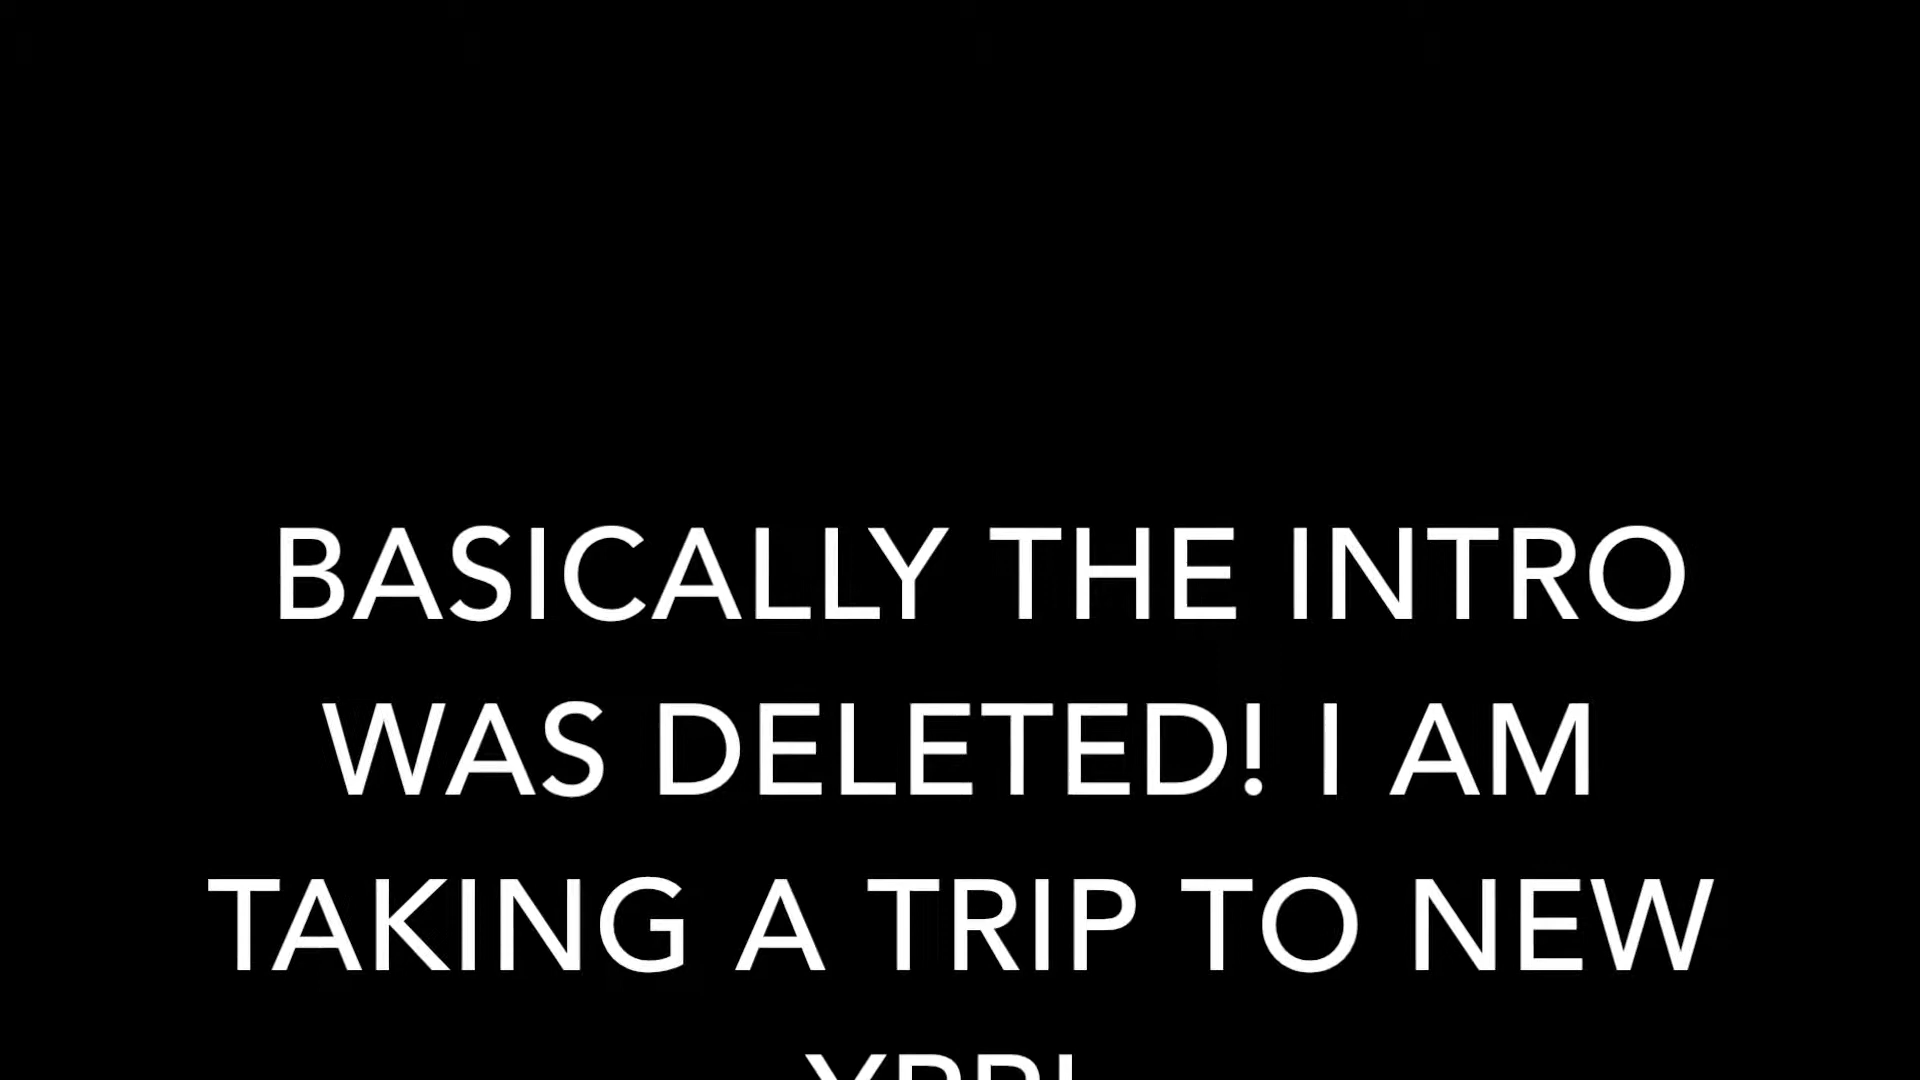 BASICALLY THE INTRO
WAS DELETED! I AM
TAKING A TRIP TO NEW